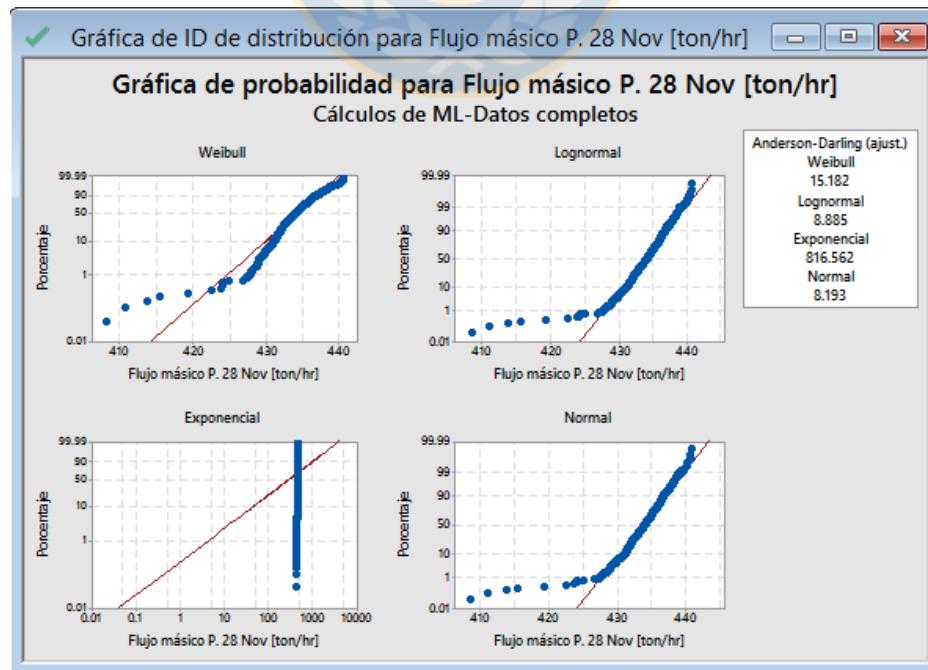 Gráfica de ID de distribución para Flujo másico P. 28 Nov [ton/hr]
Gráfica de probabilidad para Flujo másico P. 28 Nov [ton/hr]
Cálculos de ML-Datos completos
Weibull
99.99
90
50
10
1
0.01
Porcentaje
410 420 430 440
Flujo másico P. 28 Nov [ton/hr]
Lognormal
99.99
99
90
50
10
1
0.01
Porcentaje
410 420 430 440
Flujo másico P. 28 Nov [ton/hr]
Anderson-Darling (ajust.)
Weibull
15.182
Lognormal
8.885
Exponencial
816.562
Normal
8.193
Exponencial
99.99
90
50
10
1
0.01
Porcentaje
0.01 0.1 1 10 100 1000 10000
Flujo másico P. 28 Nov [ton/hr]
Normal
99.99
99
90
50
10
1
0.01
Porcentaje
410 420 430 440
Flujo másico P. 28 Nov [ton/hr]